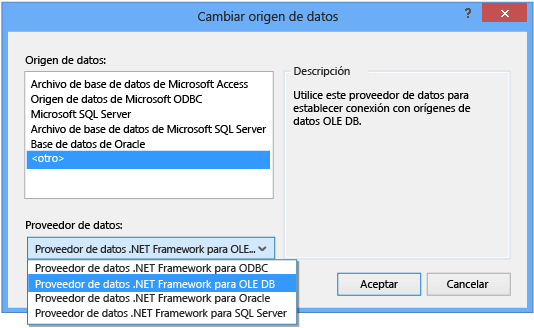 Cambiar origen de datos
?
Origen de datos:
Archivo de base de datos de Microsoft Access
Origen de datos de Microsoft ODBC
Microsoft SQL Server
Archivo de base de datos de Microsoft SQL Server
Base de datos de Oracle
<otro>
Descripción
Utilice este proveedor de datos para
establecer conexión con orígenes de
datos OLE DB.
Proveedor de datos:
Proveedor de datos .NET Framework para OLE...
Proveedor de datos .NET Framework para ODBC
Proveedor de datos .NET Framework para OLE DB
Proveedor de datos .NET Framework para Oracle
Proveedor de datos .NET Framework para SQL Server
Aceptar
Cancelar